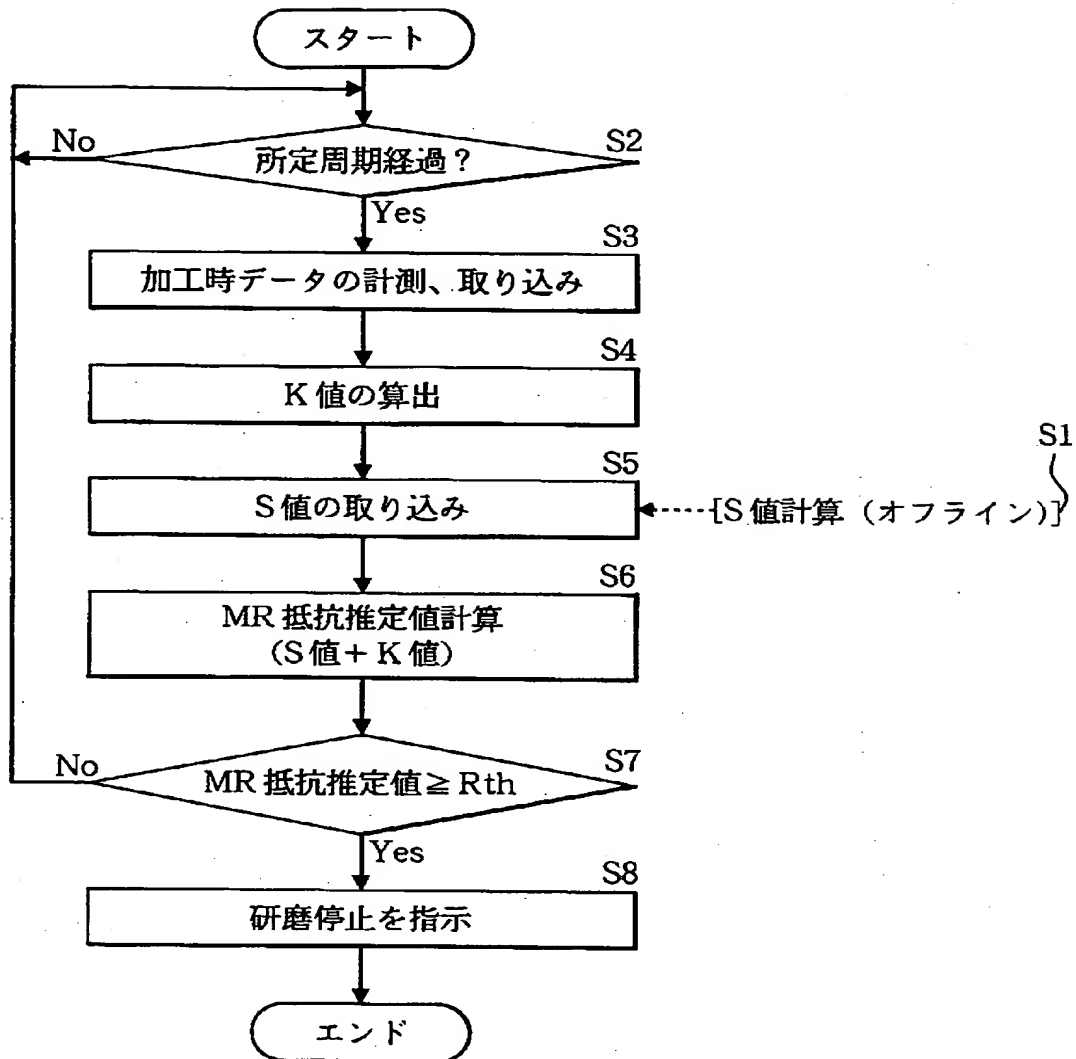 スタート
No
S2
所定周期経過?
Yes
S3
加工時データの計測、取り込み
S4
K値の算出
S1
S5
S値の取り込み
[S値計算(オフライン)]
S6
MR抵抗推定値計算
(S値+K値)
No
S7
MR抵抗推定値≧Rth
Yes
S8
研磨停止を指示
エンド